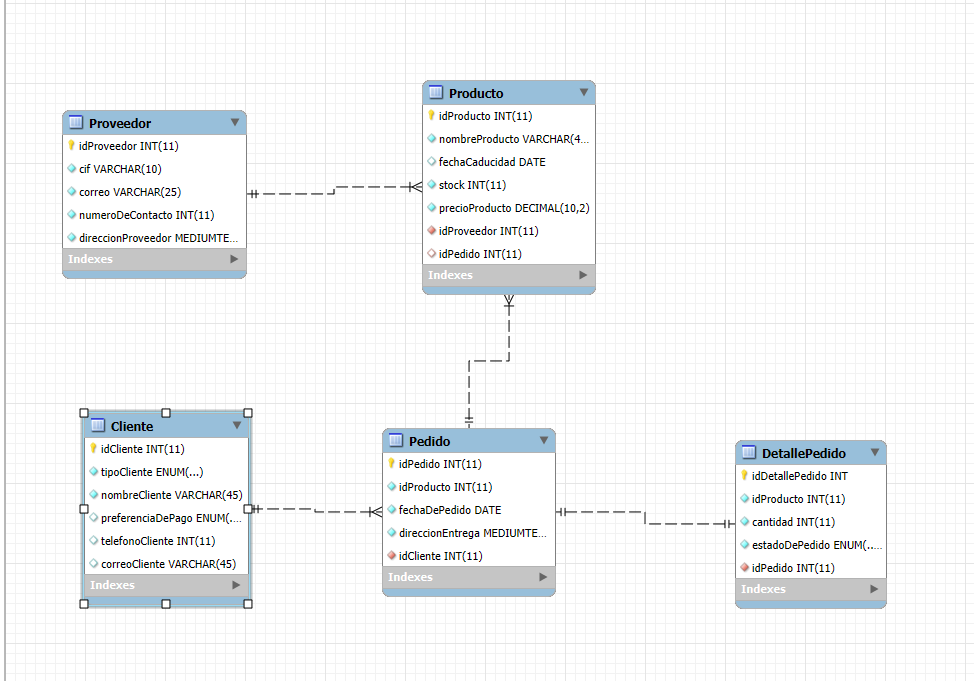 Proveedor
idProveedor INT(11)
cif VARCHAR(10)
correo VARCHAR(25)
numeroDeContacto INT(11)
direccionProveedor MEDIUMTE...
Indexes
Producto
idProducto INT(11)
nombreProducto VARCHAR(4...
fechaCaducidad DATE
stock INT(11)
precioProducto DECIMAL(10,2)
idProveedor INT(11)
idPedido INT(11)
Indexes
Cliente
idCliente INT(11)
tipoCliente ENUM(...)
nombreCliente VARCHAR(45)
preferenciaDePago ENUM(...
telefonoCliente INT(11)
correoCliente VARCHAR(45)
Indexes
Pedido
idPedido INT(11)
idProducto INT(11)
fechaDePedido DATE
direccionEntrega MEDIUMTE...
idCliente INT(11)
Indexes
DetallePedido
idDetallePedido INT
idProducto INT(11)
cantidad INT(11)
estadoDePedido ENUM(...
idPedido INT(11)
Indexes